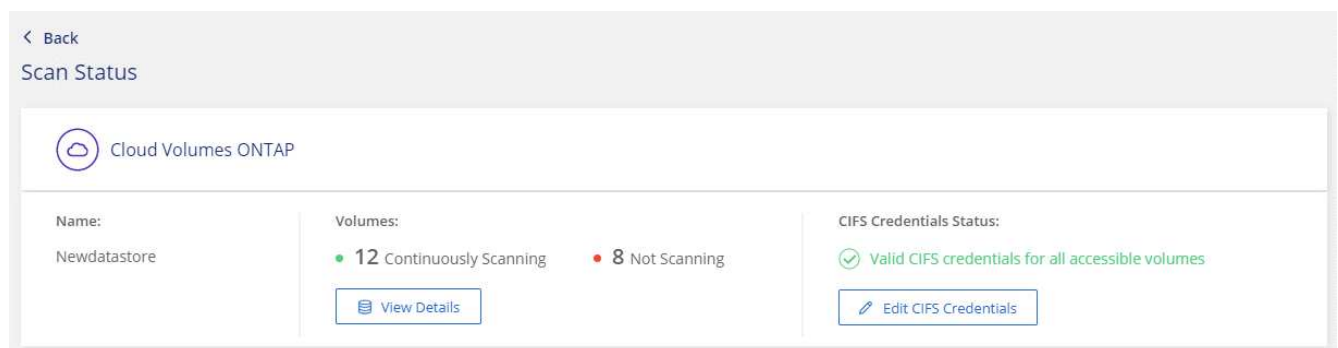 Back
Scan Status
Cloud Volumes ONTAP
Name:
Newdatastore
Volumes:
12 Continuously Scanning
8 Not Scanning
View Details
CIFS Credentials Status:
Valid CIFS credentials for all accessible volumes
Edit CIFS Credentials